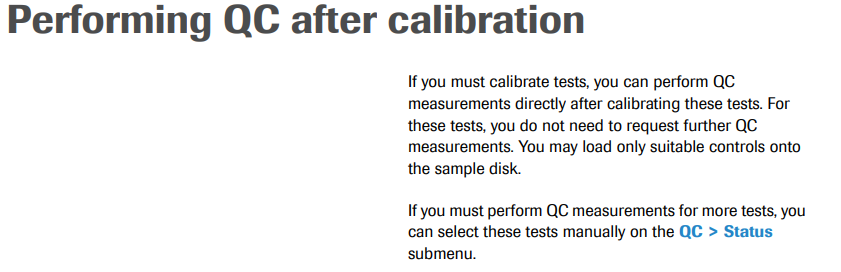 Performing QC after calibration
If you must calibrate tests, you can perform QC
measurements directly after calibrating these tests. For
these tests, you do not need to request further QC
measurements. You may load only suitable controls onto
the sample disk.
If you must perform QC measurements for more tests, you
can select these tests manually on the QC > Status
submenu.